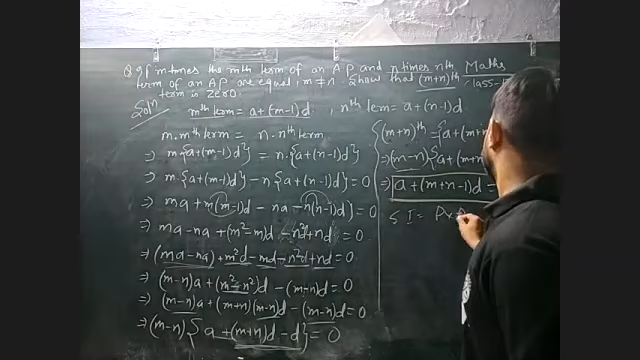 Q If m times the mth term of an AP and n times nth Maths
term of an AP are equal, m ≠ n. Show that (m+n)th class-
term is zero.
Soln mth term = a+(m-1)d , nth term = a+(n-1)d
m.mth term = n.nth term
⇒ m{a+(m-1)d} = n.{a+(n-1)d}
⇒ m.{a+(m-1)d} - n{a+(n-1)d} = 0
⇒ ma + m(m-1)d - na - n(n-1)d = 0
⇒ ma-na + (m²-m)d - n²d + nd = 0
⇒ (ma-na) + m²d - md - n²d + nd = 0
⇒ (m-n)a + (m²-n²)d - (m-n)d = 0
⇒ (m-n)a + (m+n)(m-n)d - (m-n)d = 0
⇒ (m-n){a + (m+n)d - d} = 0
(m+n)th = {a+(m+n
⇒ (m-n){a+(m+n
⇒ a+(m+n-1)d =
S I = P×